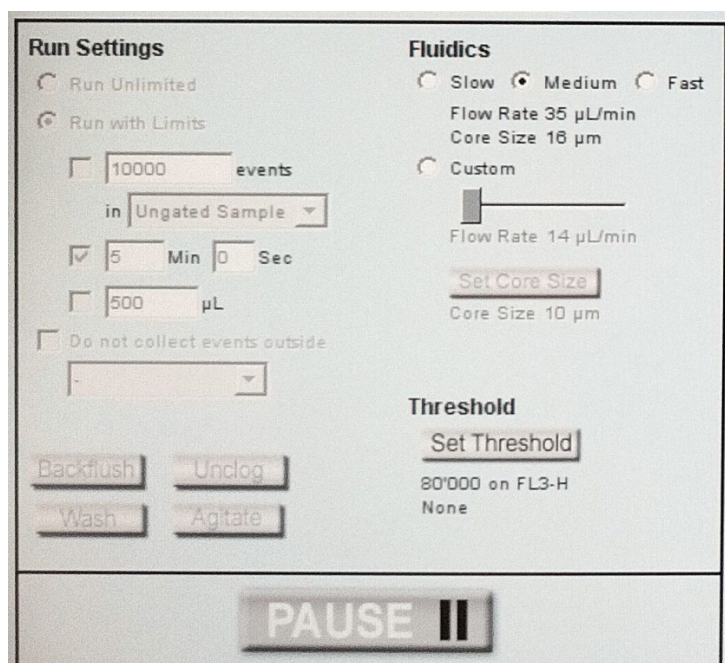 Run Settings
Run Unlimited
Run with Limits
10000 events
in Ungated Sample
5 Min 0 Sec
500 µL
Do not collect events outside
-
Backflush Unclog
Wash Agitate
Fluidics
Slow Medium Fast
Flow Rate 35 µL/min
Core Size 16 µm
Custom
Flow Rate 14 µL/min
Set Core Size
Core Size 10 µm
Threshold
Set Threshold
80'000 on FL3-H
None
PAUSE